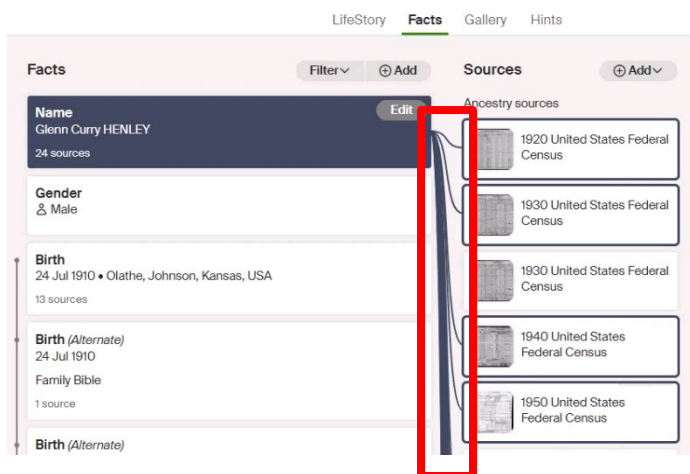 LifeStory Facts Gallery Hints
Facts
Filter Add
Name
Edit
Glenn Curry HENLEY
24 sources
Gender
Male
Birth
24 Jul 1910 • Olathe, Johnson, Kansas, USA
13 sources
Birth (Alternate)
24 Jul 1910
Family Bible
1 source
Birth (Alternate)
Sources
Add
Ancestry sources
1920 United States Federal
Census
1930 United States Federal
Census
1930 United States Federal
Census
1940 United States
Federal Census
1950 United States
Federal Census